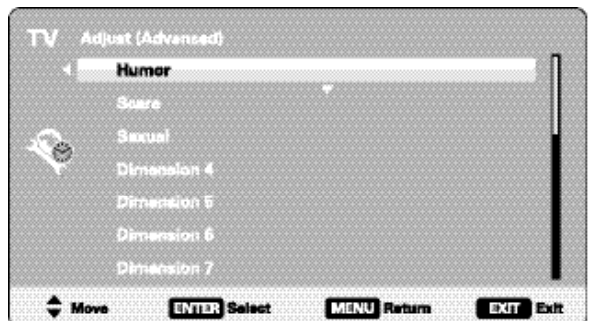 TV Adjust (Advanced)
Humor
Scare
Sexual
Dimension 4
Dimension 5
Dimension 6
Dimension 7
Move ENTER Select MENU Return EXIT Exit